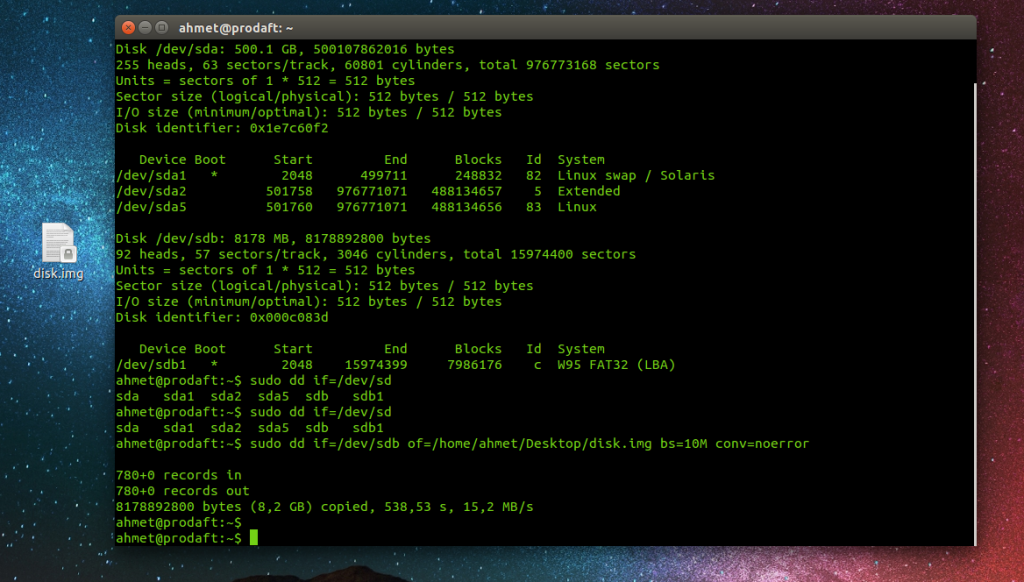 ahmet@prodaft: ~
Disk /dev/sda: 500.1 GB, 500107862016 bytes
255 heads, 63 sectors/track, 60801 cylinders, total 976773168 sectors
Units = sectors of 1 * 512 = 512 bytes
Sector size (logical/physical): 512 bytes / 512 bytes
I/O size (minimum/optimal): 512 bytes / 512 bytes
Disk identifier: 0x1e7c60f2
Device Boot Start End Blocks Id System
/dev/sda1 * 2048 499711 248832 82 Linux swap / Solaris
/dev/sda2 501758 976771071 488134657 5 Extended
/dev/sda5 501760 976771071 488134656 83 Linux
Disk /dev/sdb: 8178 MB, 8178892800 bytes
92 heads, 57 sectors/track, 3046 cylinders, total 15974400 sectors
Units = sectors of 1 * 512 = 512 bytes
Sector size (logical/physical): 512 bytes / 512 bytes
I/O size (minimum/optimal): 512 bytes / 512 bytes
Disk identifier: 0x000c083d
Device Boot Start End Blocks Id System
/dev/sdb1 * 2048 15974399 7986176 c W95 FAT32 (LBA)
ahmet@prodaft:~$ sudo dd if=/dev/sd
sda sda1 sda2 sda5 sdb sdb1
ahmet@prodaft:~$ sudo dd if=/dev/sd
sda sda1 sda2 sda5 sdb sdb1
ahmet@prodaft:~$ sudo dd if=/dev/sdb of=/home/ahmet/Desktop/disk.img bs=10M conv=noerror
780+0 records in
780+0 records out
8178892800 bytes (8,2 GB) copied, 538,53 s, 15,2 MB/s
ahmet@prodaft:~$
ahmet@prodaft:~$
disk.img